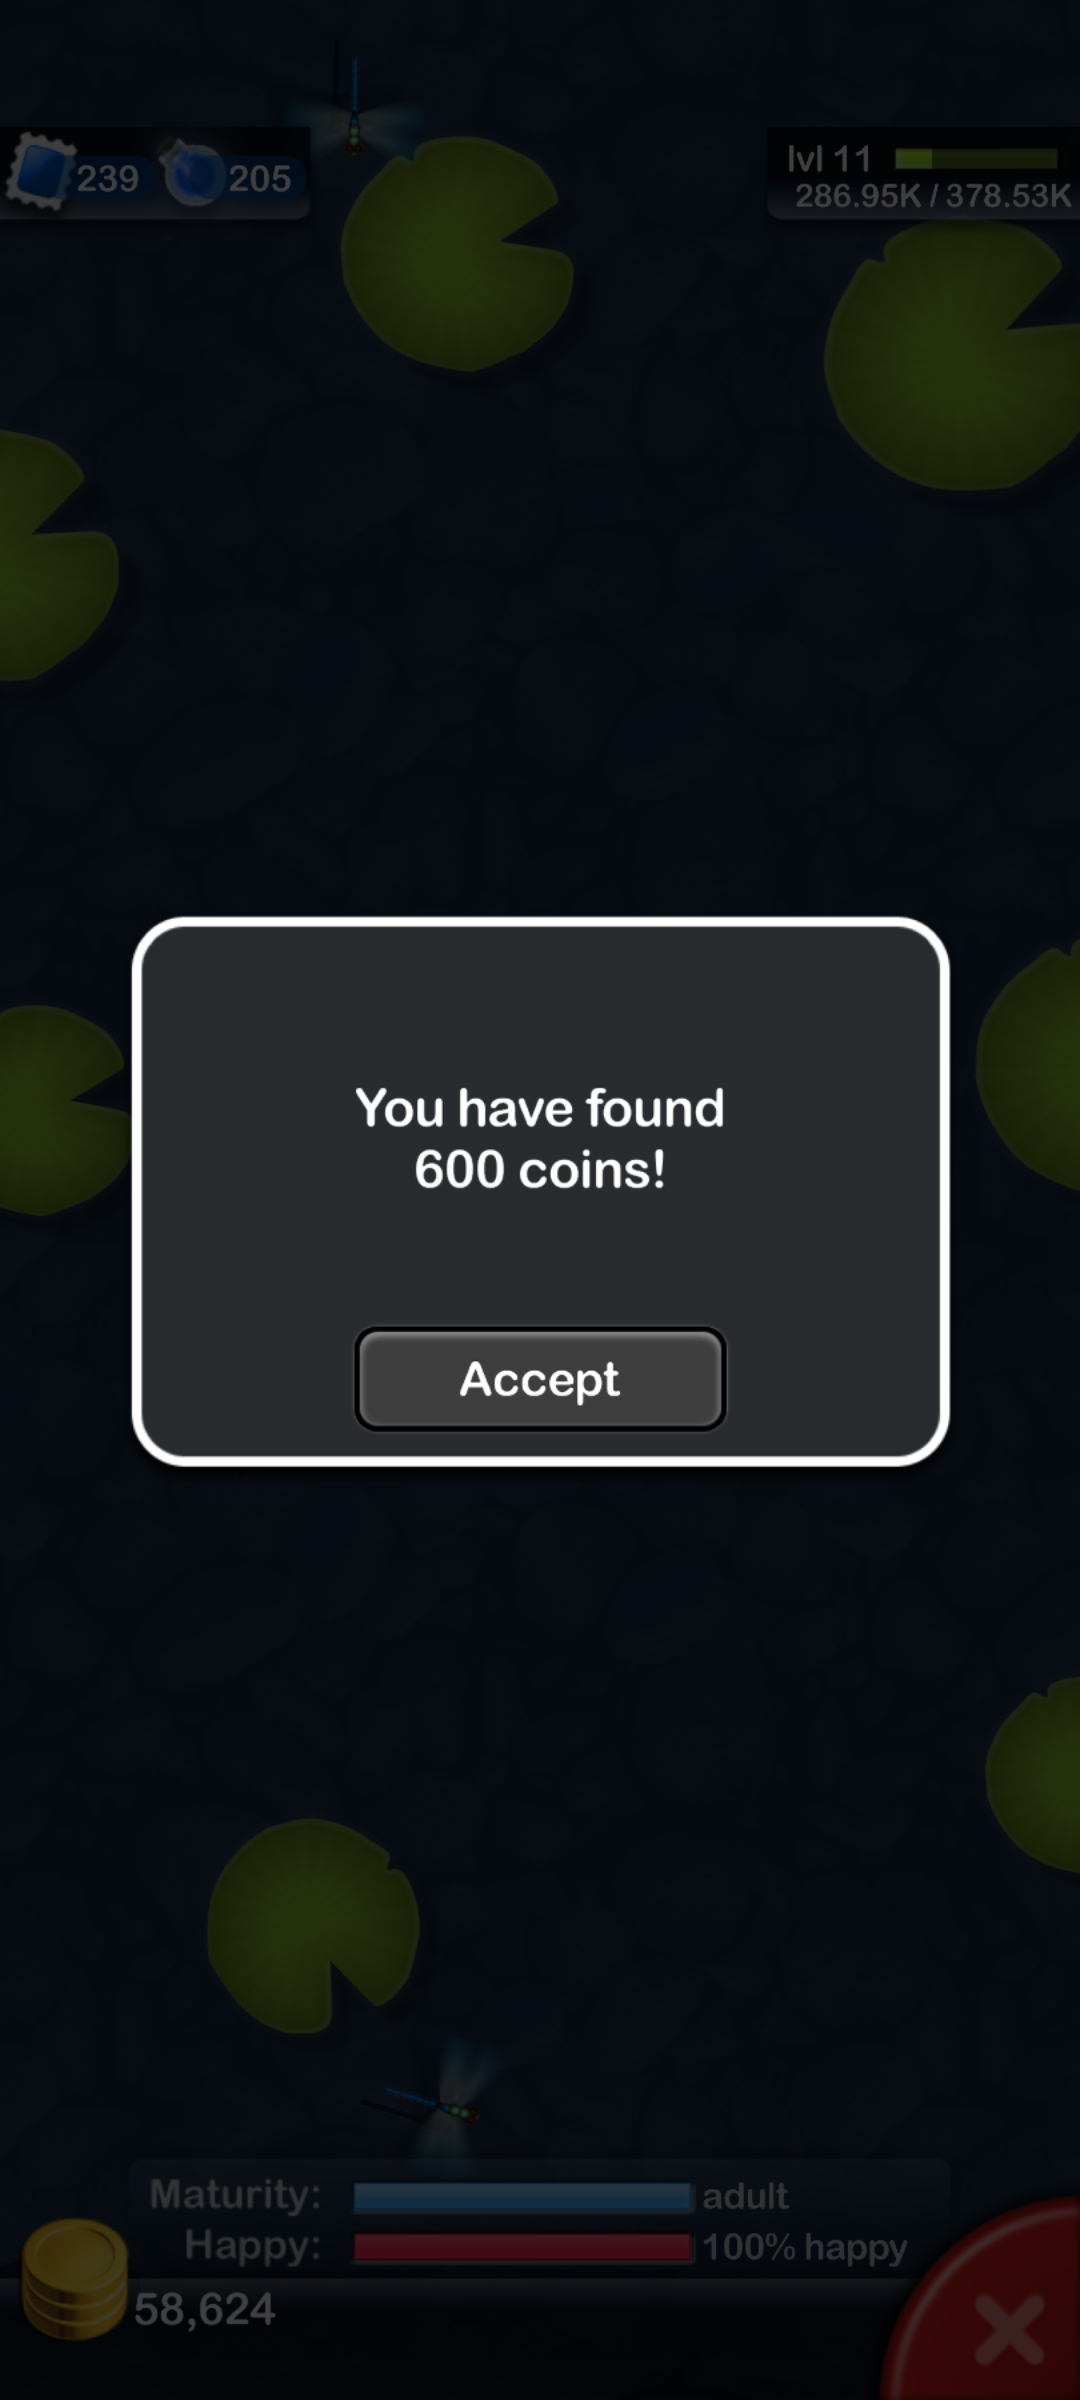 239 205
lvl 11
286.95K / 378.53K
You have found
600 coins!
Accept
Maturity: adult
Happy: 100% happy
58,624